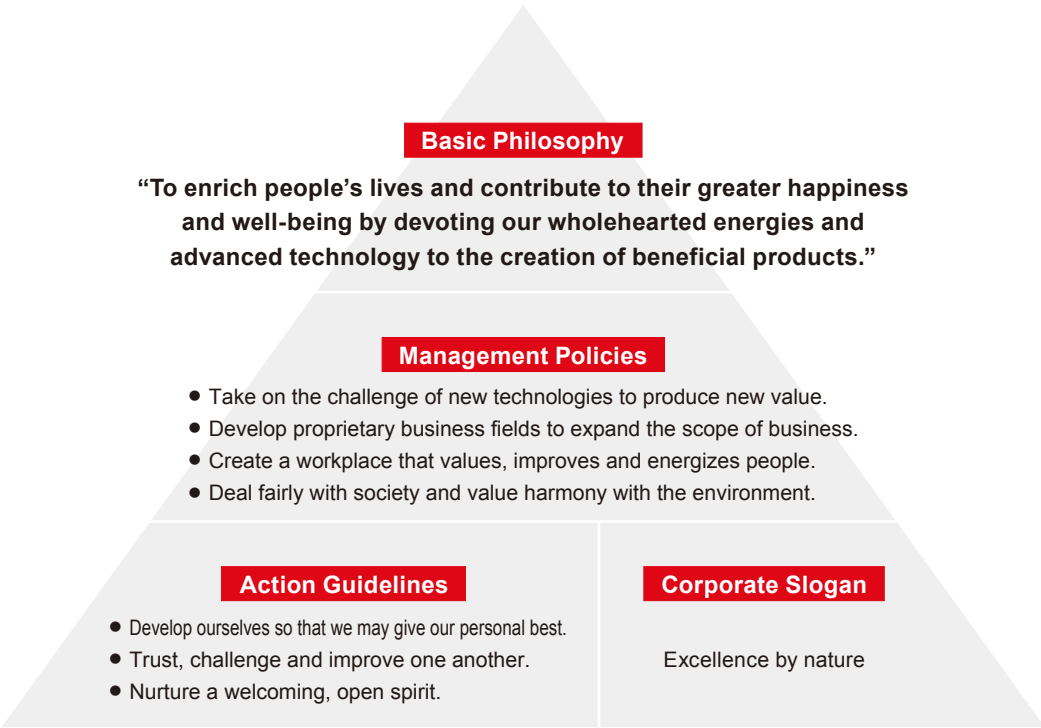 Basic Philosophy
“To enrich people’s lives and contribute to their greater happiness
and well-being by devoting our wholehearted energies and
advanced technology to the creation of beneficial products.”
Management Policies
● Take on the challenge of new technologies to produce new value.
● Develop proprietary business fields to expand the scope of business.
● Create a workplace that values, improves and energizes people.
● Deal fairly with society and value harmony with the environment.
Action Guidelines
● Develop ourselves so that we may give our personal best.
● Trust, challenge and improve one another.
● Nurture a welcoming, open spirit.
Corporate Slogan
Excellence by nature